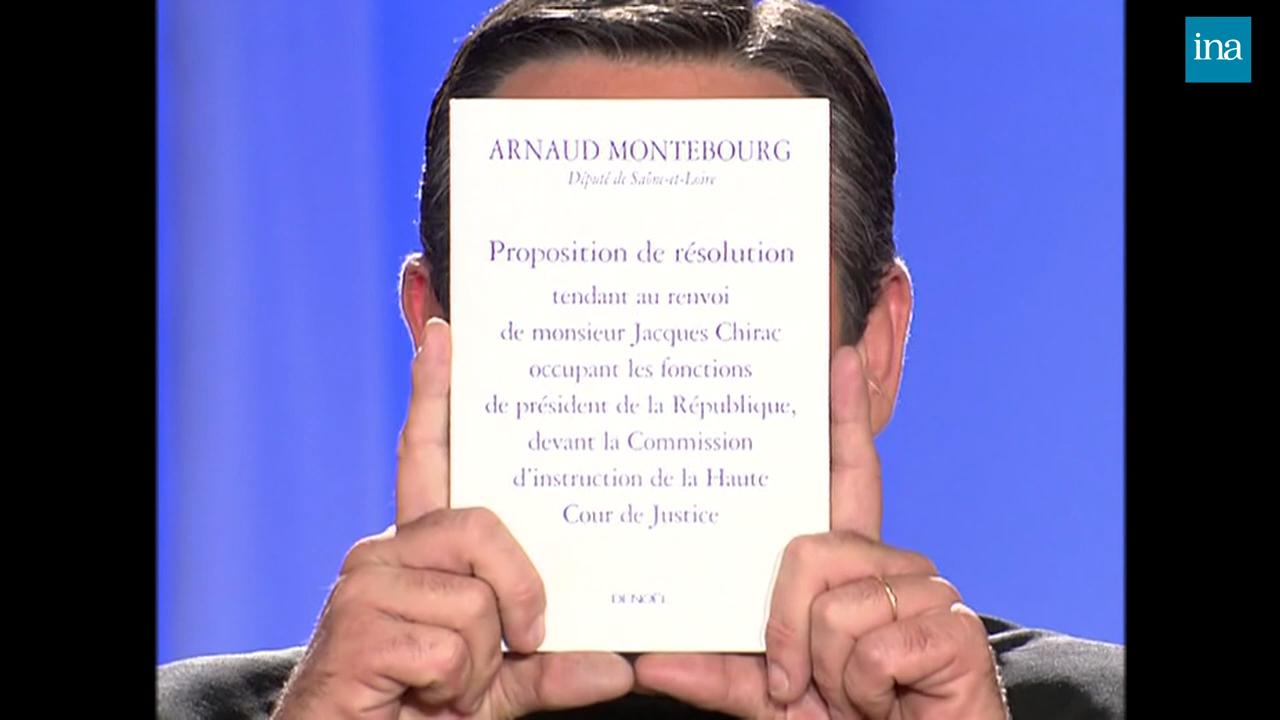 ina
ARNAUD MONTEBOURG
Député de Saône-et-Loire
Proposition de résolution
tendant au renvoi
de monsieur Jacques Chirac
occupant les fonctions
de président de la République,
devant la Commission
d'instruction de la Haute
Cour de Justice
DENOËL